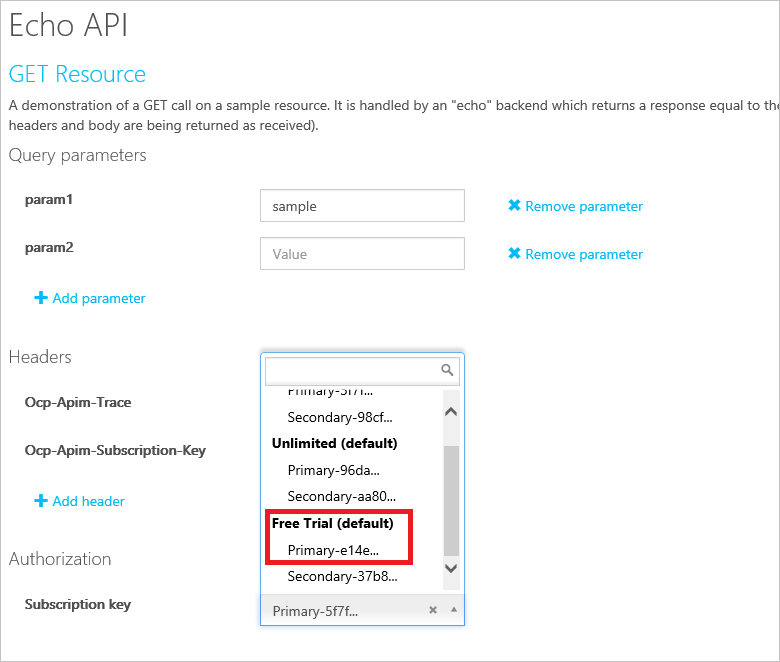 Echo API
GET Resource
A demonstration of a GET call on a sample resource. It is handled by an "echo" backend which returns a response equal to the
headers and body are being returned as received).
Query parameters
param1
sample
Remove parameter
param2
Value
Remove parameter
Add parameter
Headers
Ocp-Apim-Trace
Ocp-Apim-Subscription-Key
Add header
Primary-5f7f...
Secondary-98cf...
Unlimited (default)
Primary-96da...
Secondary-aa80...
Free Trial (default)
Primary-e14e...
Secondary-37b8...
Authorization
Subscription key
Primary-5f7f...